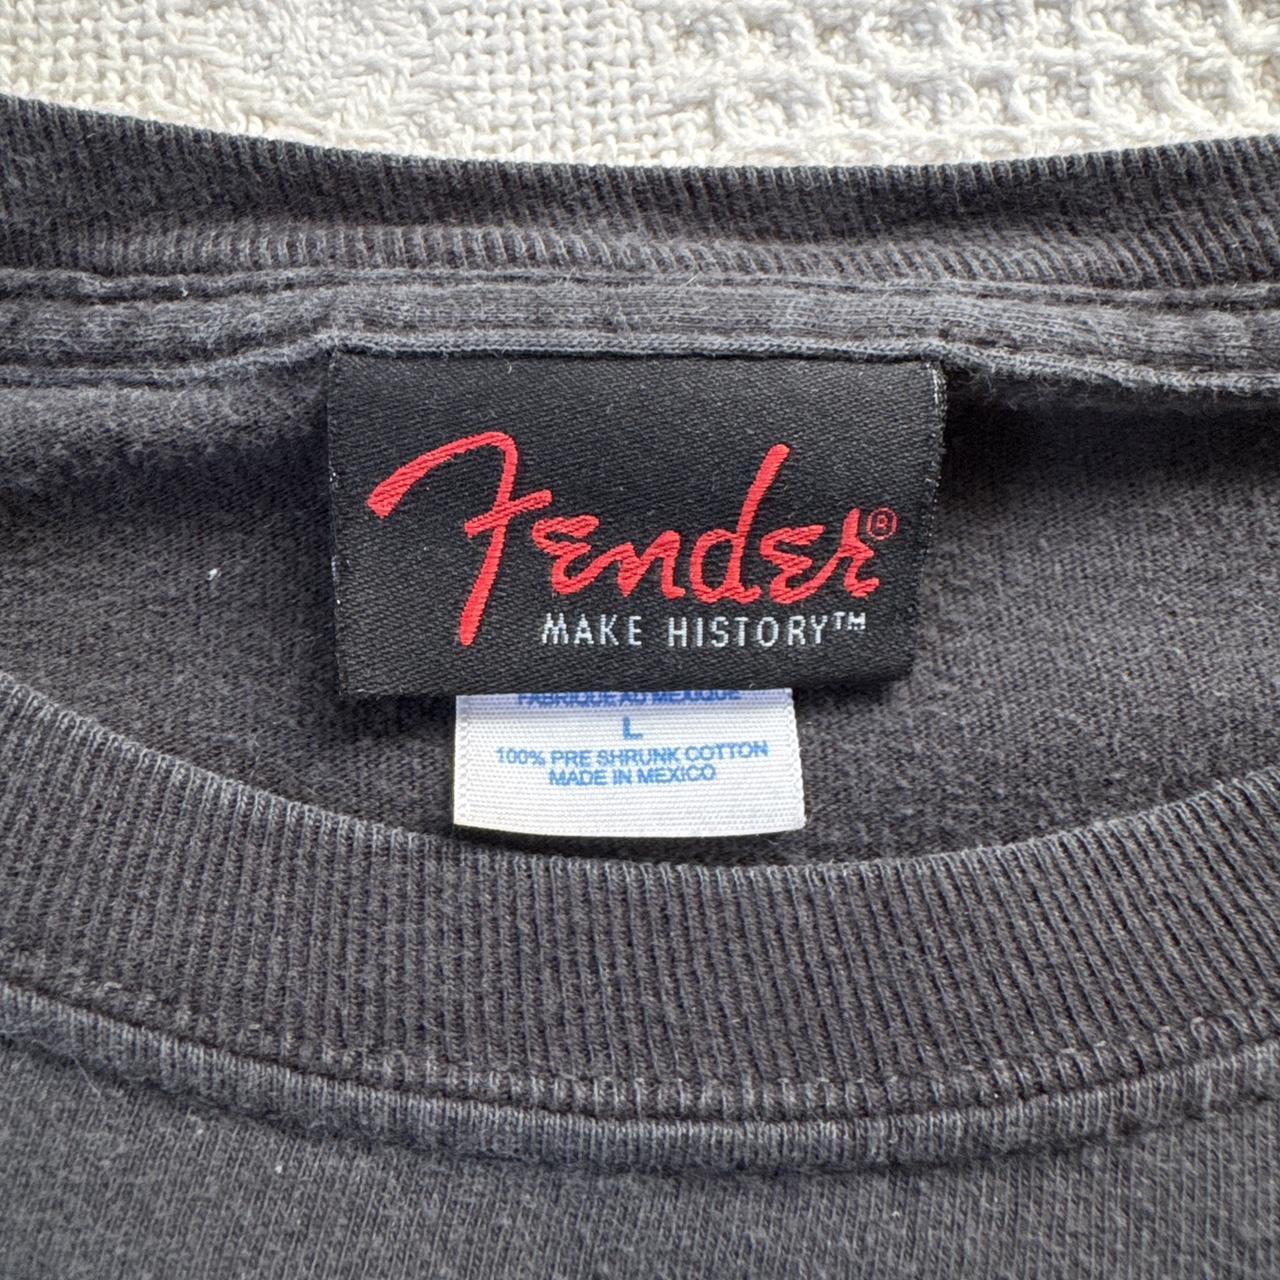 Fender®
MAKE HISTORY™
FABRIQUE AU MEXIQUE
L
100% PRE SHRUNK COTTON
MADE IN MEXICO